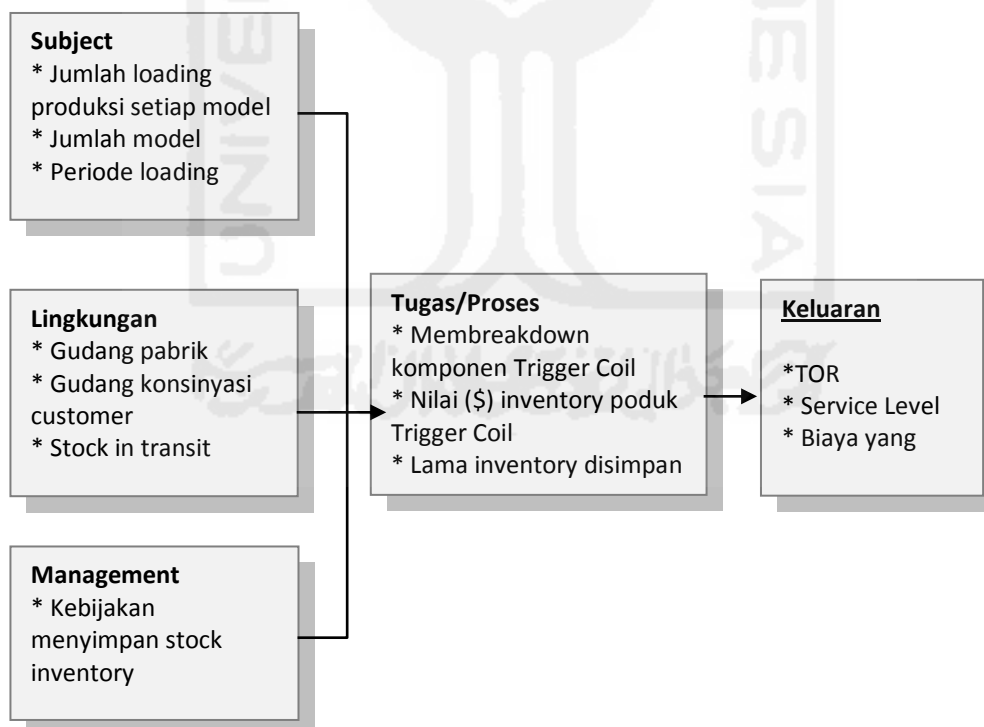 Subject
* Jumlah loading
produksi setiap model
* Jumlah model
* Periode loading
Lingkungan
* Gudang pabrik
* Gudang konsinyasi
customer
* Stock in transit
Management
* Kebijakan
menyimpan stock
inventory
Tugas/Proses
* Membreakdown
komponen Trigger Coil
* Nilai ($) inventory poduk
Trigger Coil
* Lama inventory disimpan
Keluaran
*TOR
* Service Level
* Biaya yang